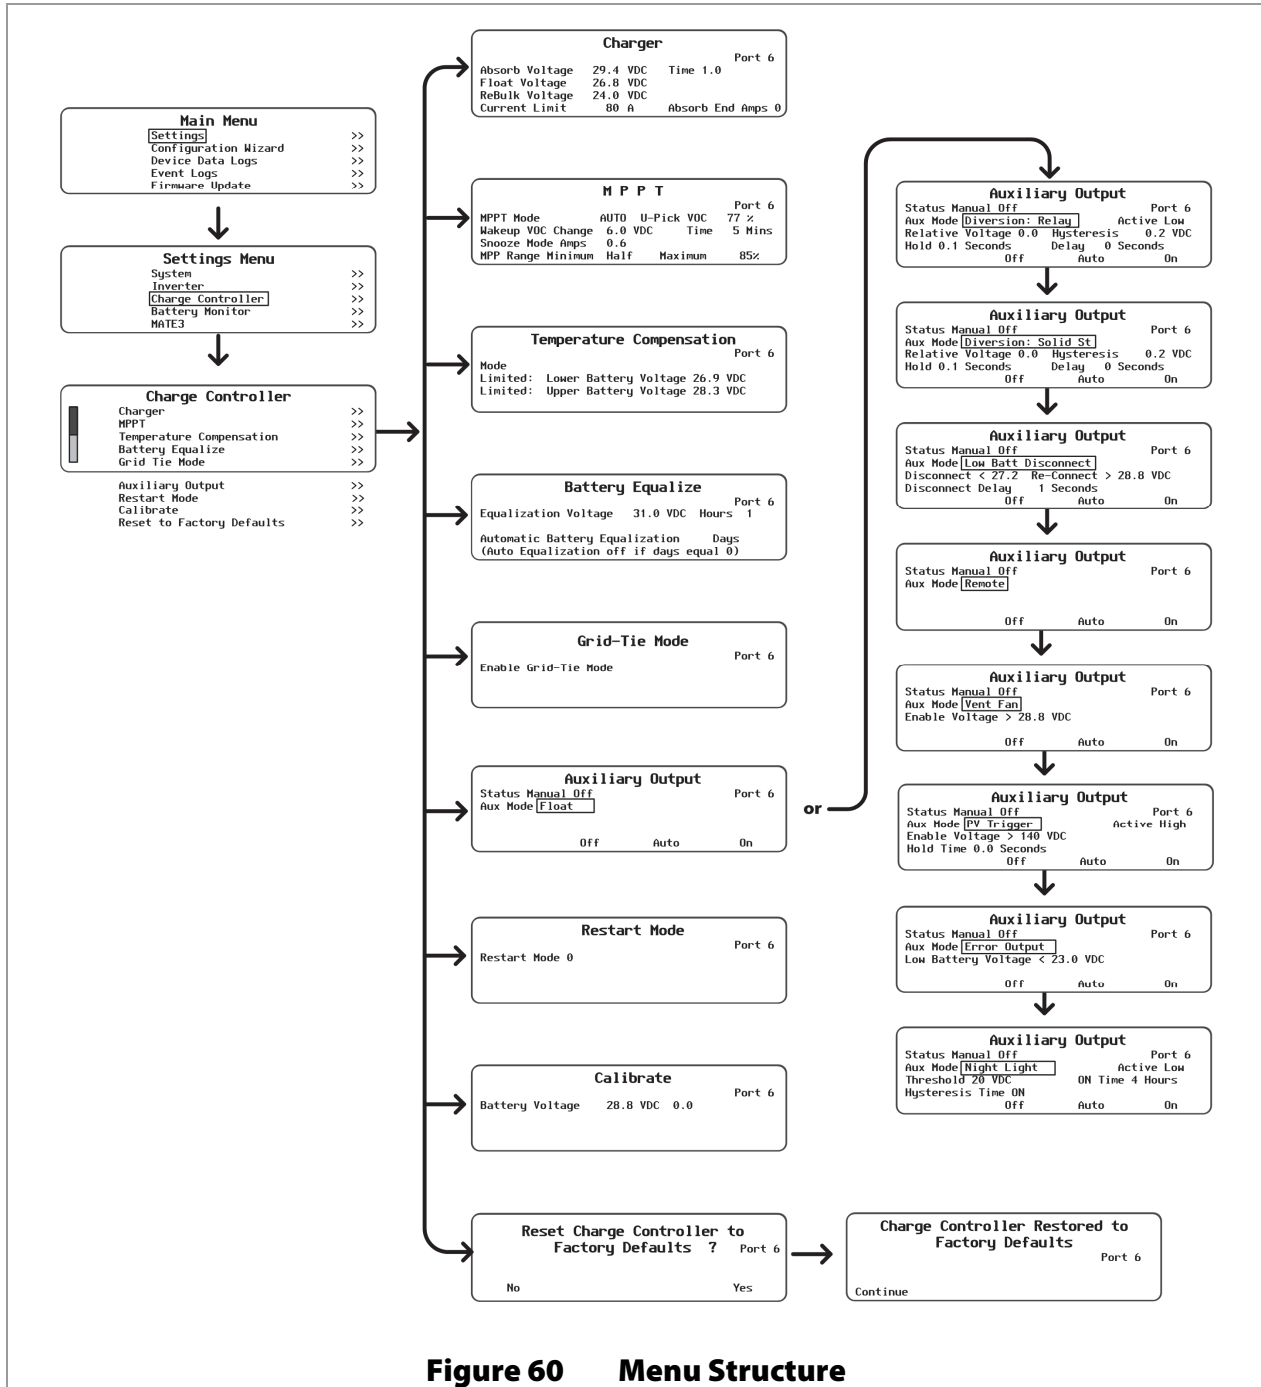 Main Menu
Settings >>
Configuration Wizard >>
Device Data Logs >>
Event Logs >>
Firmware Update >>
Settings Menu
System >>
Inverter >>
Charge Controller >>
Battery Monitor >>
MATE3 >>
Charge Controller
Charger >>
MPPT >>
Temperature Compensation >>
Battery Equalize >>
Grid Tie Mode >>
Auxiliary Output >>
Restart Mode >>
Calibrate >>
Reset to Factory Defaults >>
Charger
Port 6
Absorb Voltage 29.4 VDC Time 1.0
Float Voltage 26.8 VDC
ReBulk Voltage 24.0 VDC
Current Limit 80 A Absorb End Amps 0
M P P T
Port 6
MPPT Mode AUTO U-Pick VOC 77 %
Wakeup VOC Change 6.0 VDC Time 5 Mins
Snooze Mode Amps 0.6
MPP Range Minimum Half Maximum 85%
Temperature Compensation
Port 6
Mode
Limited: Lower Battery Voltage 26.9 VDC
Limited: Upper Battery Voltage 28.3 VDC
Battery Equalize
Port 6
Equalization Voltage 31.0 VDC Hours 1
Automatic Battery Equalization Days
(Auto Equalization off if days equal 0)
Grid-Tie Mode
Port 6
Enable Grid-Tie Mode
Auxiliary Output
Status Manual Off Port 6
Aux Mode Float
Off Auto On
or
Restart Mode
Port 6
Restart Mode 0
Calibrate
Port 6
Battery Voltage 28.8 VDC 0.0
Reset Charge Controller to
Factory Defaults ? Port 6
No Yes
Charge Controller Restored to
Factory Defaults
Port 6
Continue
Auxiliary Output
Status Manual Off Port 6
Aux Mode Diversion: Relay Active Low
Relative Voltage 0.0 Hysteresis 0.2 VDC
Hold 0.1 Seconds Delay 0 Seconds
Off Auto On
Auxiliary Output
Status Manual Off Port 6
Aux Mode Diversion: Solid St
Relative Voltage 0.0 Hysteresis 0.2 VDC
Hold 0.1 Seconds Delay 0 Seconds
Off Auto On
Auxiliary Output
Status Manual Off Port 6
Aux Mode Low Batt Disconnect
Disconnect < 27.2 Re-Connect > 28.8 VDC
Disconnect Delay 1 Seconds
Off Auto On
Auxiliary Output
Status Manual Off Port 6
Aux Mode Remote
Off Auto On
Auxiliary Output
Status Manual Off Port 6
Aux Mode Vent Fan
Enable Voltage > 28.8 VDC
Off Auto On
Auxiliary Output
Status Manual Off Port 6
Aux Mode PV Trigger Active High
Enable Voltage > 140 VDC
Hold Time 0.0 Seconds
Off Auto On
Auxiliary Output
Status Manual Off Port 6
Aux Mode Error Output
Low Battery Voltage < 23.0 VDC
Off Auto On
Auxiliary Output
Status Manual Off Port 6
Aux Mode Night Light Active Low
Threshold 20 VDC ON Time 4 Hours
Hysteresis Time ON
Off Auto On
Figure 60 Menu Structure